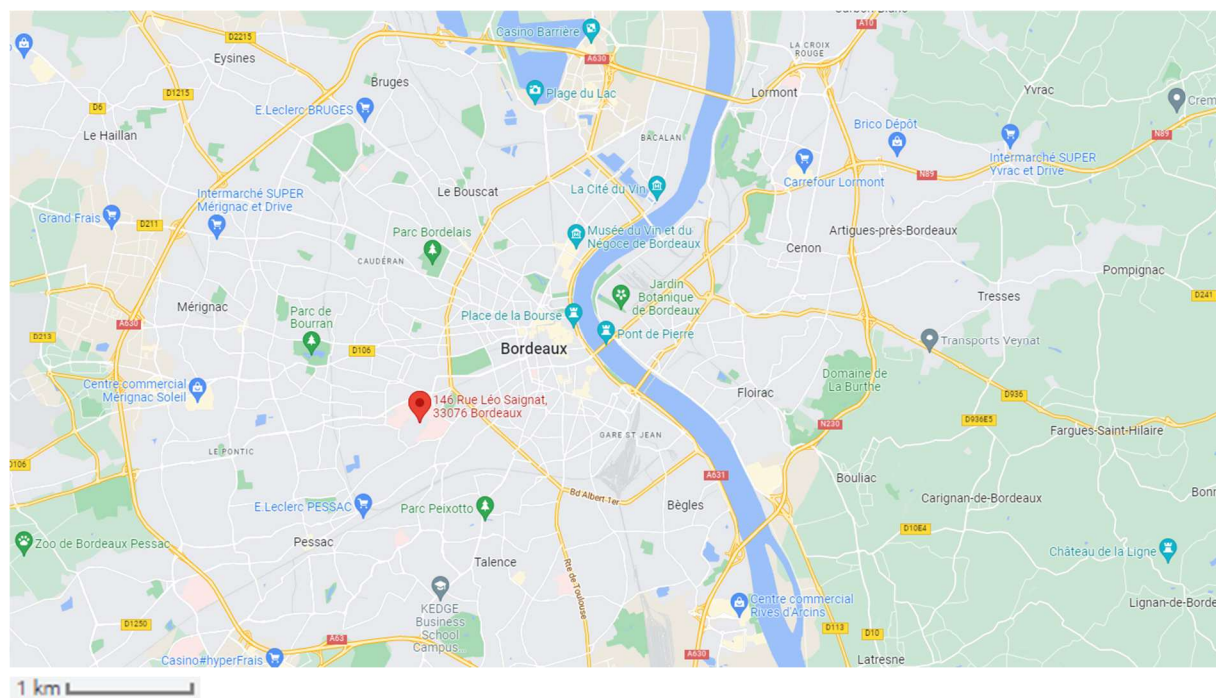 Casino Barrière
A10
D2215
Eysines
A630
LA CROIX
ROUGE
Bruges
Lormont
Yvrac
D1215
Plage du Lac
D6
E.Leclerc BRUGES
Crem
Le Haillan
BACALAN
Brico Dépôt
N89
Intermarché SUPER
Yvrac et Drive
Carrefour Lormont
N89
Intermarché SUPER
Mérignac et Drive
Le Bouscat
La Cité du Vin
Grand Frais
D211
Parc Bordelais
Musée du Vin et du
Négoce de Bordeaux
Artigues-près-Bordeaux
Cenon
CAUDÉRAN
Pompignac
Jardin
Botanique
de Bordeaux
Tresses
D241
Mérignac
Parc de
Bourran
Place de la Bourse
A630
D213
Pont de Pierre
Transports Veynat
Bordeaux
D106
Domaine de
La Burthe
Centre commercial
Mérignac Soleil
Floirac
D936
146 Rue Léo Saignat,
33076 Bordeaux
D936E5
N230
Fargues-Saint-Hilaire
GARE ST JEAN
LE PONTIC
D106
A631
Bouliac
Bonn
Bd Albert 1er
Carignan-de-Bordeaux
E.Leclerc PESSAC
Parc Peixotto
Bègles
D10E4
Zoo de Bordeaux Pessac
Pessac
Château de la Ligne
Talence
Rte de Toulouse
KEDGE
Business
School
Campus...
Centre commercial
Rives d'Arcins
Lignan-de-Borde
D1250
D113
D10
A63
Casino#hyperFrais
A630
Latresne
1 km